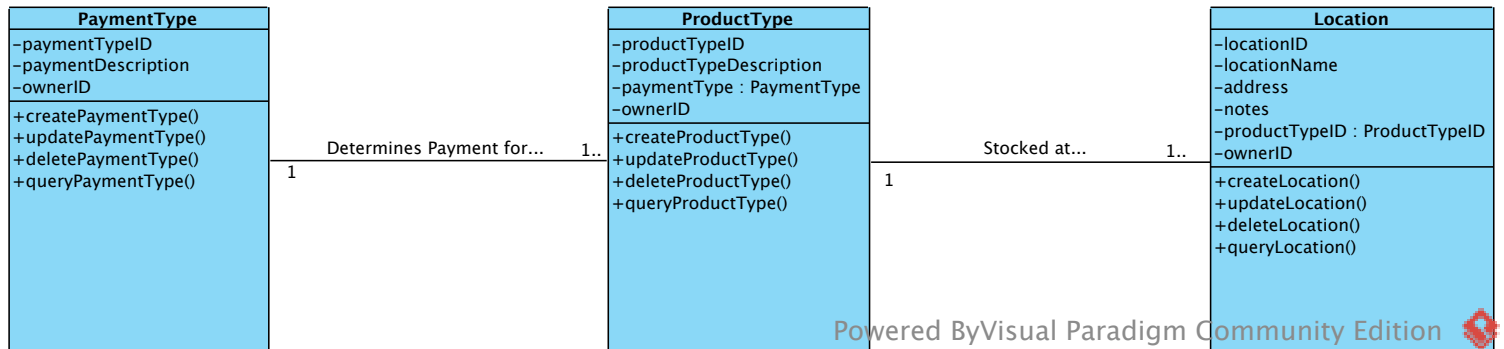 PaymentType
-paymentTypeID
-paymentDescription
-ownerID
+createPaymentType()
+updatePaymentType()
+deletePaymentType()
+queryPaymentType()
Determines Payment for...
1..
1
ProductType
-productTypeID
-productTypeDescription
-paymentType : PaymentType
-ownerID
+createProductType()
+updateProductType()
+deleteProductType()
+queryProductType()
Stocked at...
1..
1
Location
-locationID
-locationName
-address
-notes
-productTypeID : ProductTypeID
-ownerID
+createLocation()
+updateLocation()
+deleteLocation()
+queryLocation()
Powered ByVisual Paradigm Community Edition